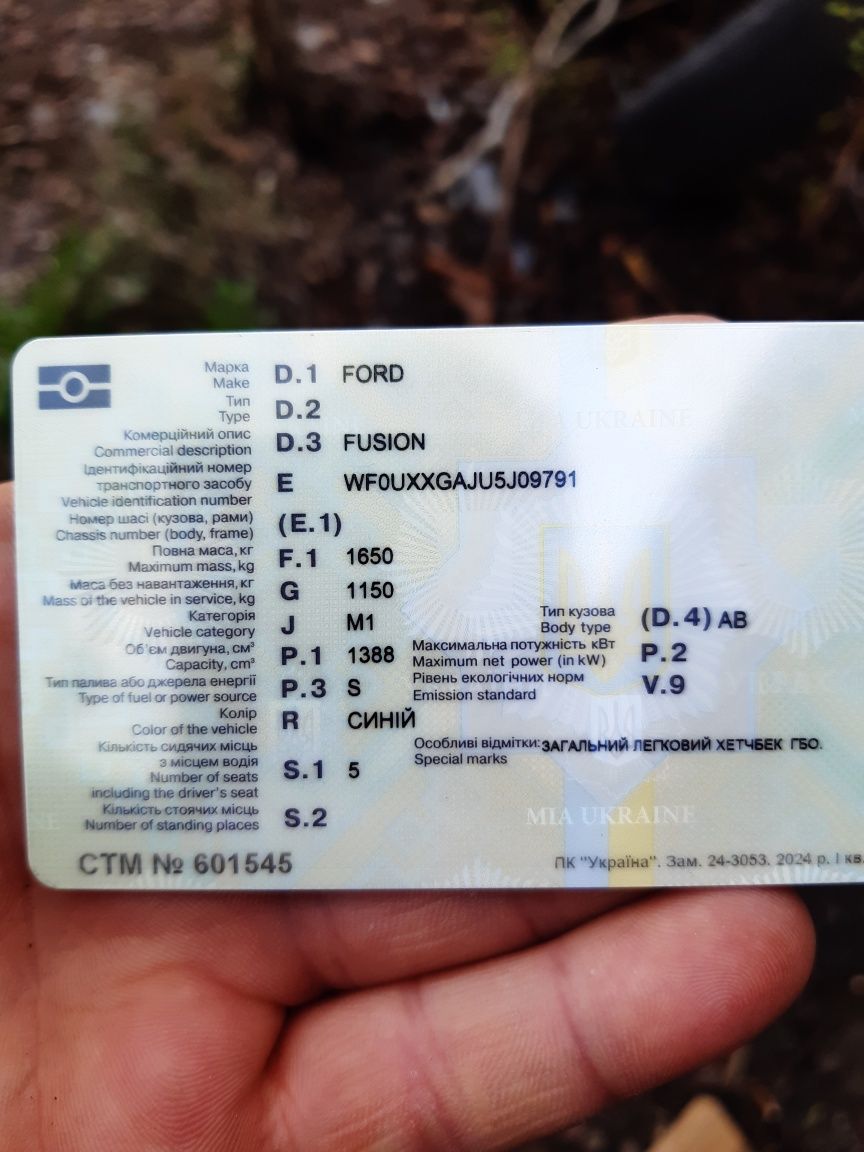 Марка
Make D.1 FORD
Тип
Type D.2
Комерційний опис
Commercial description D.3 FUSION
Ідентифікаційний номер
транспортного засобу
Vehicle identification number E WF0UXXGAJU5J09791
Номер шасі (кузова, рами)
Chassis number (body, frame) (E.1)
Повна маса, кг
Maximum mass, kg F.1 1650
Маса без навантаження, кг
Mass of the vehicle in service, kg G 1150
Категорія
Vehicle category J M1
Тип кузова
Body type (D.4) AB
Об'єм двигуна, см³
Capacity, cm³ P.1 1388
Максимальна потужність кВт
Maximum net power (in kW) P.2
Тип палива або джерела енергії
Type of fuel or power source P.3 S
Рівень екологічних норм
Emission standard V.9
Колір
Color of the vehicle R СИНІЙ
Кількість сидячих місць
з місцем водія
Number of seats
including the driver's seat S.1 5
Особливі відмітки: ЗАГАЛЬНИЙ ЛЕГКОВИЙ ХЕТЧБЕК ГБО.
Special marks
Кількість стоячих місць
Number of standing places S.2
MIA UKRAINE
СТМ № 601545
ПК "Україна". Зам. 24-3053. 2024 р. I кв.
A UKRAINE